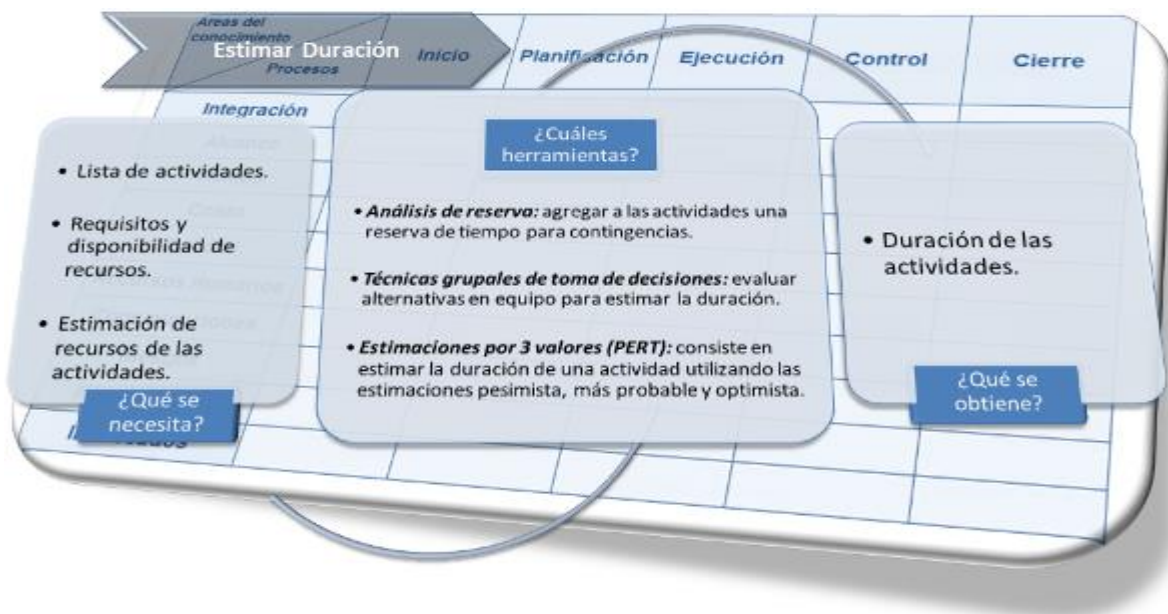 Areas del
conocimiento
Procesos
Estimar Duración
Inicio
Planificación
Ejecución
Control
Cierre
Integración
Alcance
• Lista de actividades.
• Requisitos y
disponibilidad de
recursos.
• Estimación de
recursos de las
actividades.
¿Qué se
necesita?
¿Cuáles
herramientas?
• Análisis de reserva: agregar a las actividades una
reserva de tiempo para contingencias.
• Técnicas grupales de toma de decisiones: evaluar
alternativas en equipo para estimar la duración.
• Estimaciones por 3 valores (PERT): consiste en
estimar la duración de una actividad utilizando las
estimaciones pesimista, más probable y optimista.
• Duración de las
actividades.
¿Qué se
obtiene?